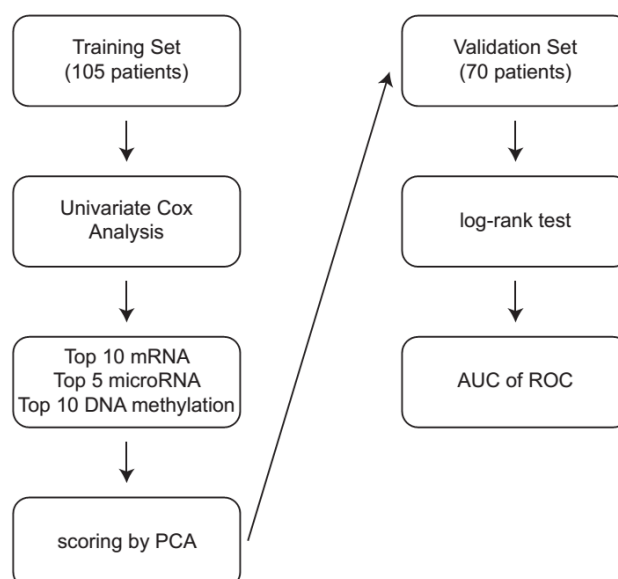 Training Set
(105 patients)
Univariate Cox
Analysis
Top 10 mRNA
Top 5 microRNA
Top 10 DNA methylation
scoring by PCA
Validation Set
(70 patients)
log-rank test
AUC of ROC